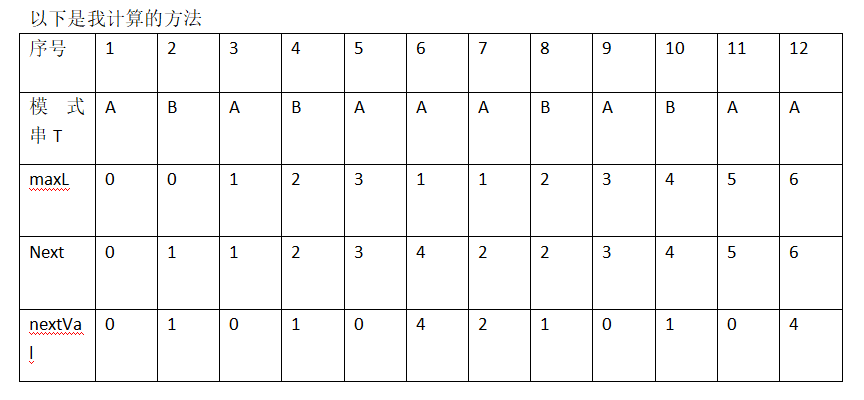 以下是我计算的方法
序号 1 2 3 4 5 6 7 8 9 10 11 12
模 式 A B A B A A A B A B A A
串 T
maxL 0 0 1 2 3 1 1 2 3 4 5 6
Next 0 1 1 2 3 4 2 2 3 4 5 6
nextVa 0 1 0 1 0 4 2 1 0 1 0 4
l